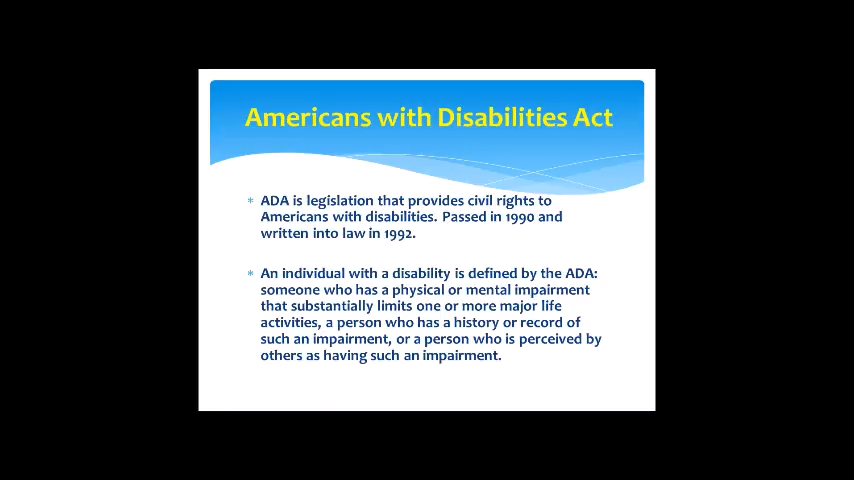 Americans with Disabilities Act
* ADA is legislation that provides civil rights to
Americans with disabilities. Passed in 1990 and
written into law in 1992.
* An individual with a disability is defined by the ADA:
someone who has a physical or mental impairment
that substantially limits one or more major life
activities, a person who has a history or record of
such an impairment, or a person who is perceived by
others as having such an impairment.